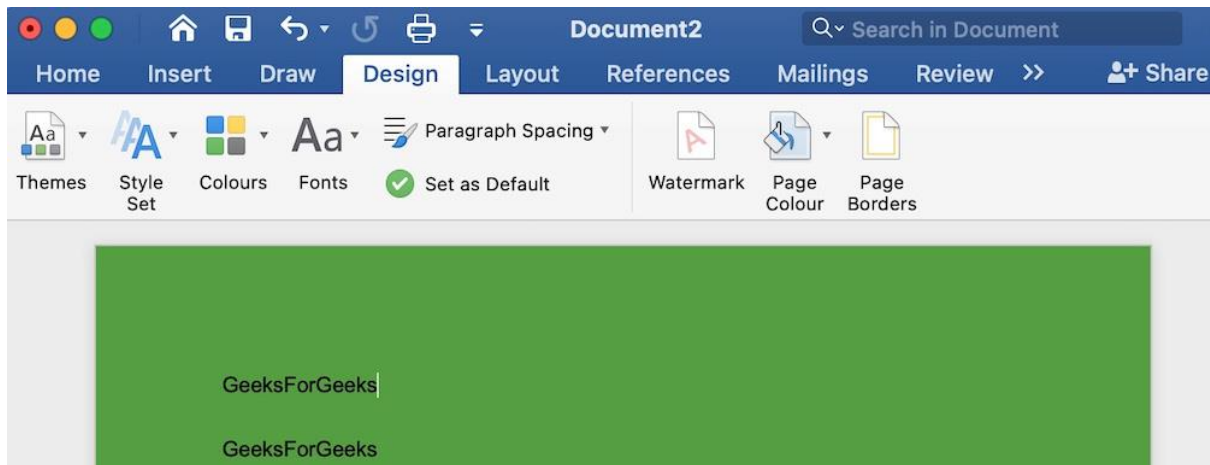 Document2
Search in Document
Home Insert Draw Design Layout References Mailings Review >> Share
Aa Aa Paragraph Spacing
Themes Style Set Colours Fonts Set as Default Watermark Page Colour Page Borders
GeeksForGeeks
GeeksForGeeks